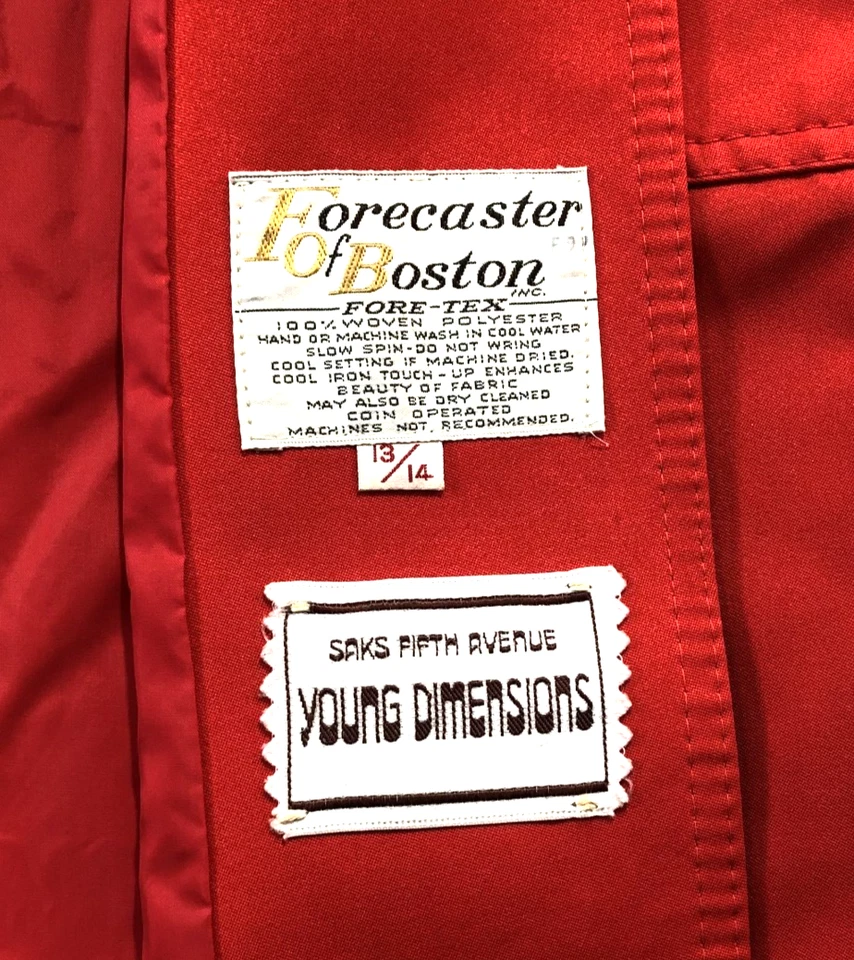 Forecaster
Of Boston
INC.
FORE-TEX
100% WOVEN POLYESTER
HAND OR MACHINE WASH IN COOL WATER
SLOW SPIN-DO NOT WRING
COOL SETTING IF MACHINE DRIED.
COOL IRON TOUCH-UP ENHANCES
BEAUTY OF FABRIC
MAY ALSO BE DRY CLEANED
COIN OPERATED
MACHINES NOT RECOMMENDED.
13/14
SAKS FIFTH AVENUE
YOUNG DIMENSIONS